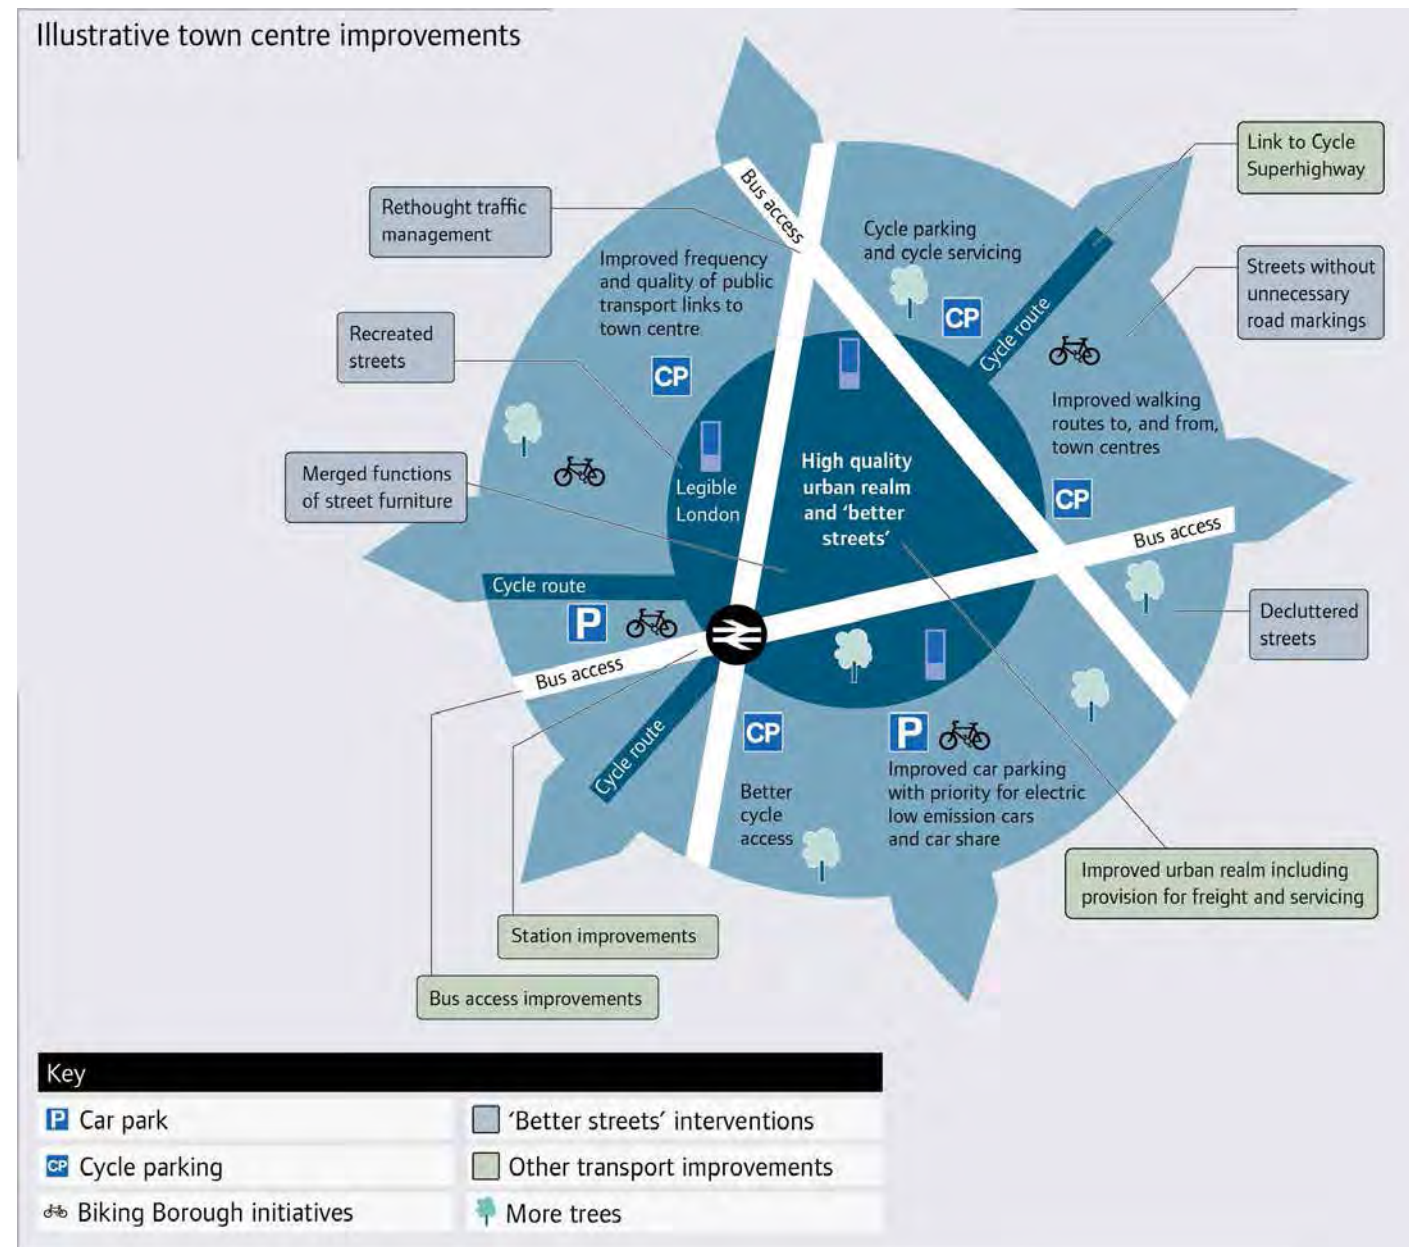 Illustrative town centre improvements
Link to Cycle
Superhighway
Rethought traffic
management
Bus access
Cycle parking
and cycle servicing
Improved frequency
and quality of public
transport links to
town centre
CP
Cycle route
Streets without
unnecessary
road markings
Recreated
streets
CP
Improved walking
routes to, and from,
town centres
Merged functions
of street furniture
Legible
London
High quality
urban realm
and ‘better
streets’
CP
Bus access
Cycle route
P
Decluttered
streets
Bus access
Cycle route
CP
P
Better
cycle
access
Improved car parking
with priority for electric
low emission cars
and car share
Improved urban realm including
provision for freight and servicing
Station improvements
Bus access improvements
Key
P Car park
‘Better streets’ interventions
CP Cycle parking
Other transport improvements
Biking Borough initiatives
More trees